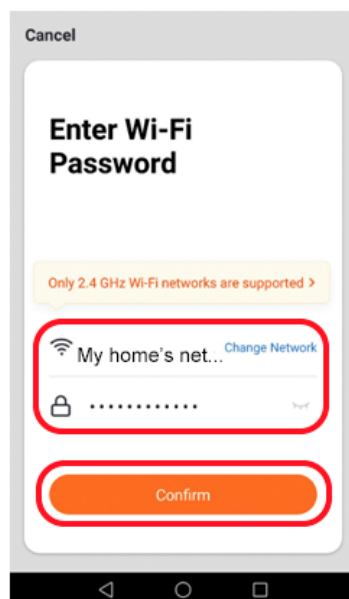 Cancel
Enter Wi-Fi
Password
Only 2.4 GHz Wi-Fi networks are supported >
My home's net... Change Network
............
Confirm